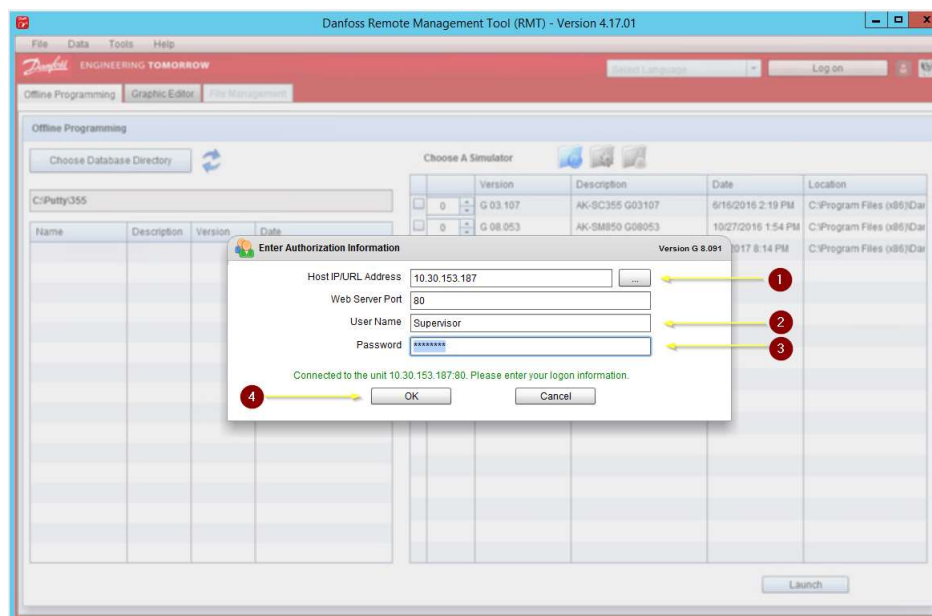 Danfoss Remote Management Tool (RMT) - Version 4.17.01
File Data Tools Help
Danfoss ENGINEERING TOMORROW
Select Language
Log on
Offline Programming Graphic Editor File Management
Offline Programming
Choose Database Directory
Choose A Simulator
Version Description Date Location
C:\Putty\355
0 G 03.107 AK-SC355 G03107 6/16/2016 2:19 PM C:\Program Files (x86)\Dan
Name Description Version Date
0 G 08.053 AK-SM850 G08053 10/27/2016 1:54 PM C:\Program Files (x86)\Dan
2017 8:14 PM C:\Program Files (x86)\Dan
Enter Authorization Information Version G 8.091
Host IP/URL Address 10.30.153.187 ... 1
Web Server Port 80
User Name Supervisor 2
Password ******** 3
Connected to the unit 10.30.153.187:80. Please enter your logon information.
4 OK Cancel
Launch